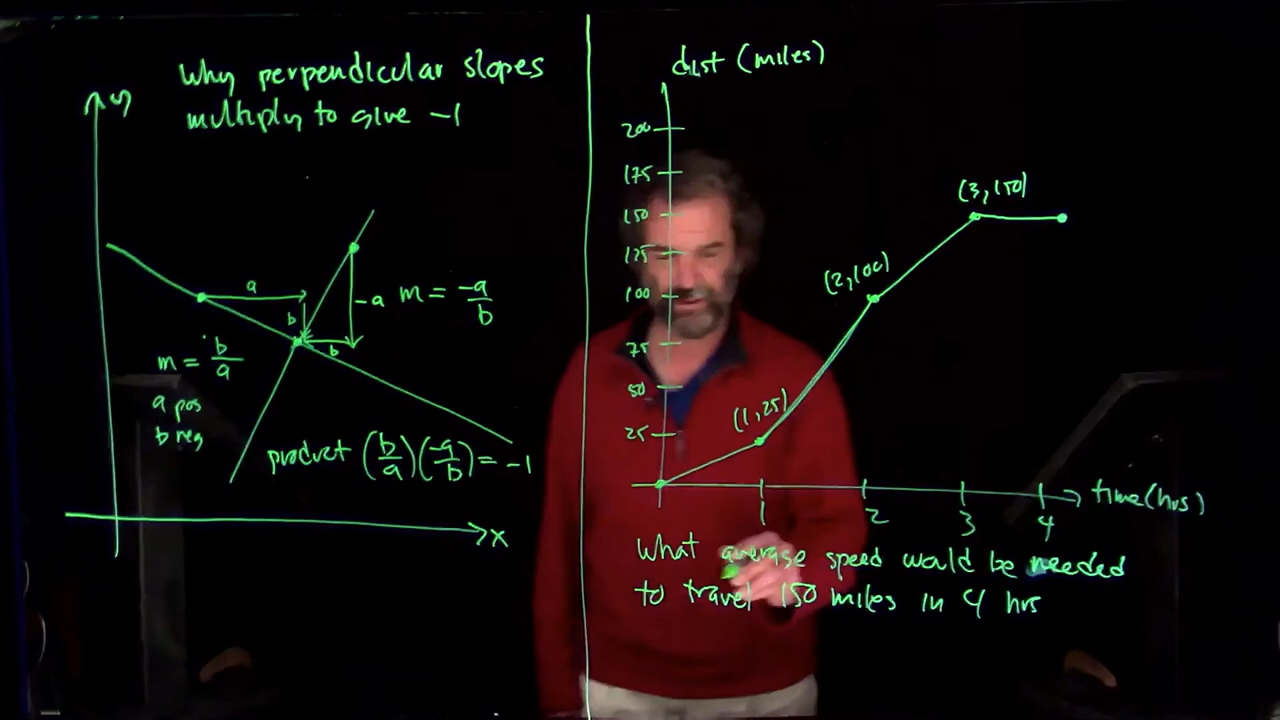 Why perpendicular slopes
multiply to give -1
y
a
b
b
-a
m = -a/b
m = b/a
a pos
b neg
product (b/a)(-a/b) = -1
x
dist (miles)
200
175
150
125
100
75
50
25
(3,150)
(2,100)
(1,25)
1
2
3
4
time (hrs)
What average speed would be needed
to travel 150 miles in 4 hrs